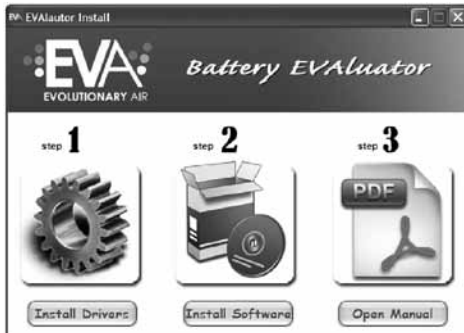 EVAlautor Install
EVA
EVOLUTIONARY AIR
Battery EVAluator
step 1
step 2
step 3
PDF
Install Drivers
Install Software
Open Manual